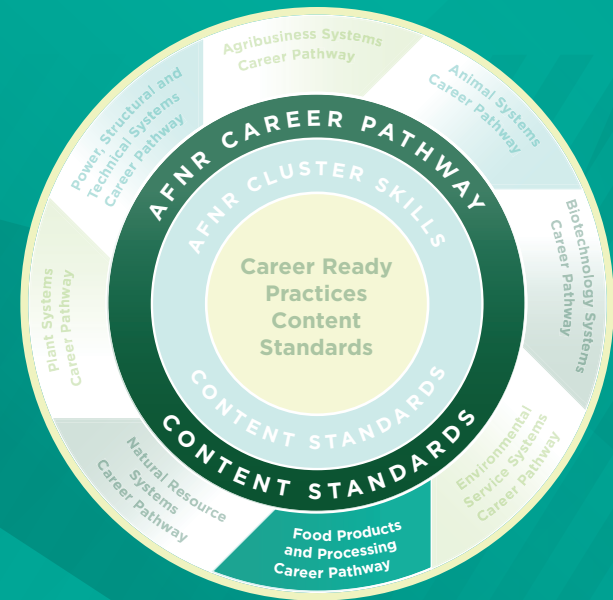 Agribusiness Systems
Career Pathway
Animal Systems
Career Pathway
Biotechnology Systems
Career Pathway
Environmental
Service Systems
Career Pathway
Food Products
and Processing
Career Pathway
Natural Resource
Systems
Career Pathway
Plant Systems
Career Pathway
Power, Structural and
Technical Systems
Career Pathway
AFNR CAREER PATHWAY
CONTENT STANDARDS
AFNR CLUSTER SKILLS
CONTENT STANDARDS
Career Ready
Practices
Content
Standards